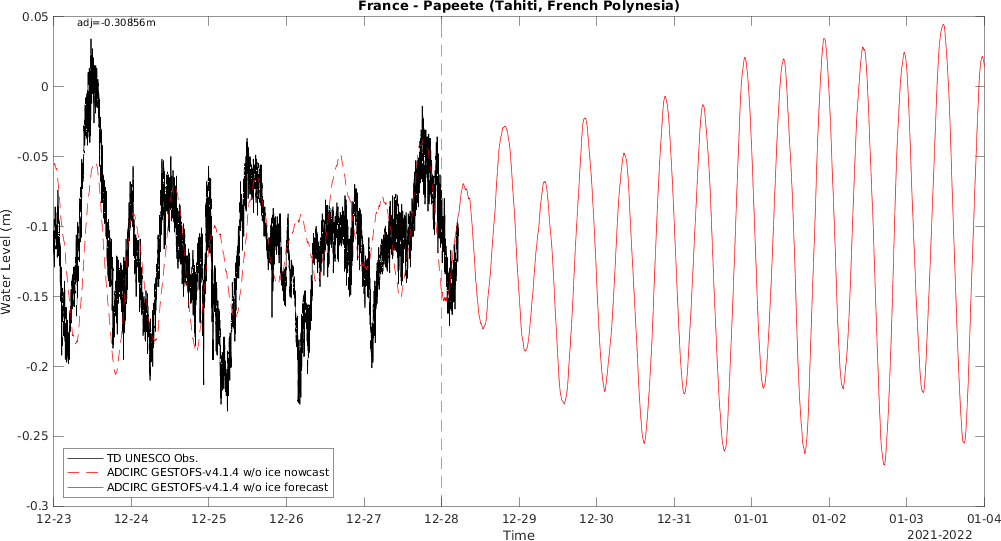 France - Papeete (Tahiti, French Polynesia)
adj=-0.30856m
0.05
0
-0.05
-0.1
-0.15
-0.2
-0.25
-0.3
Water Level (m)
TD UNESCO Obs.
ADCIRC GESTOFS-v4.1.4 w/o ice nowcast
ADCIRC GESTOFS-v4.1.4 w/o ice forecast
12-23 12-24 12-25 12-26 12-27 12-28 12-29 12-30 12-31 01-01 01-02 01-03 01-04
Time
2021-2022